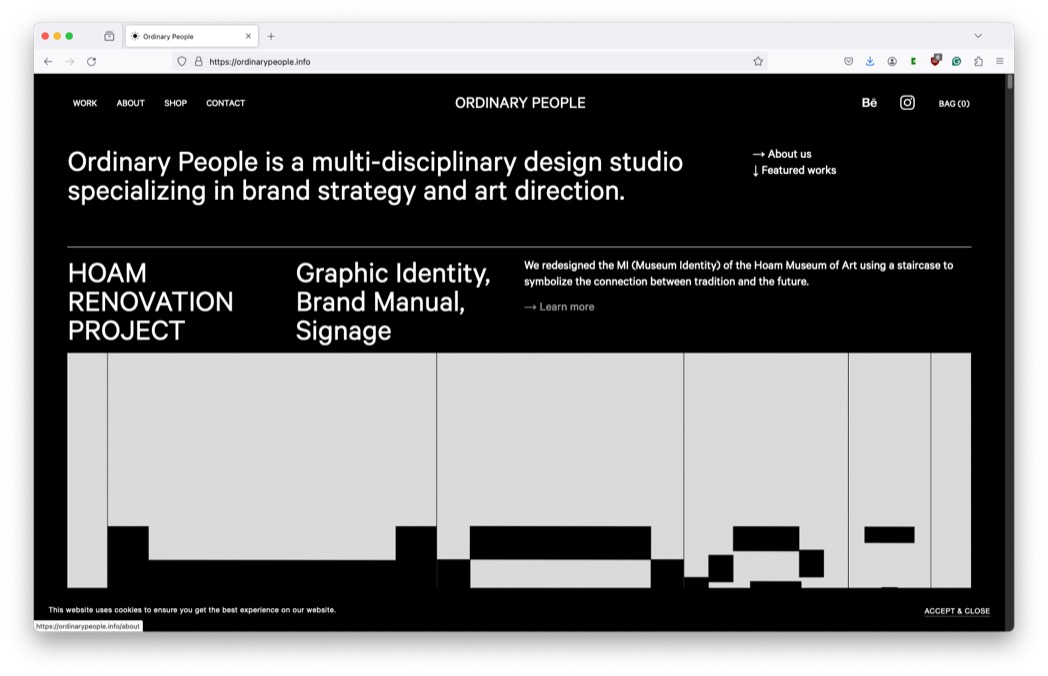 Ordinary People
https://ordinarypeople.info
WORK ABOUT SHOP CONTACT
ORDINARY PEOPLE
Bē
BAG (0)
Ordinary People is a multi-disciplinary design studio
specializing in brand strategy and art direction.
→ About us
↓ Featured works
HOAM
RENOVATION
PROJECT
Graphic Identity,
Brand Manual,
Signage
We redesigned the MI (Museum Identity) of the Hoam Museum of Art using a staircase to
symbolize the connection between tradition and the future.
→ Learn more
This website uses cookies to ensure you get the best experience on our website.
ACCEPT & CLOSE
https://ordinarypeople.info/about